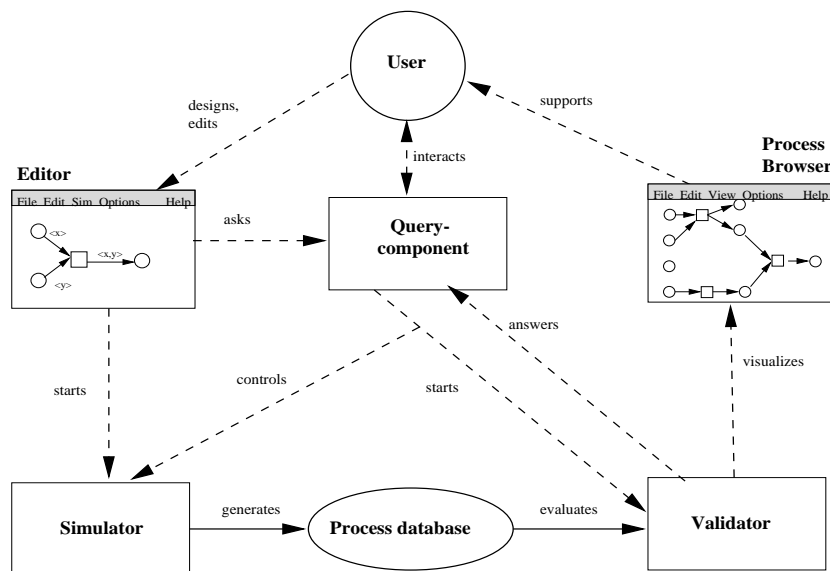 User
designs,
edits
supports
interacts
Process
Browser
Editor
File Edit Sim Options Help
File Edit View Options Help
<x>
<x,y>
<y>
asks
Query-
component
answers
visualizes
controls
starts
starts
Simulator
generates
Process database
evaluates
Validator